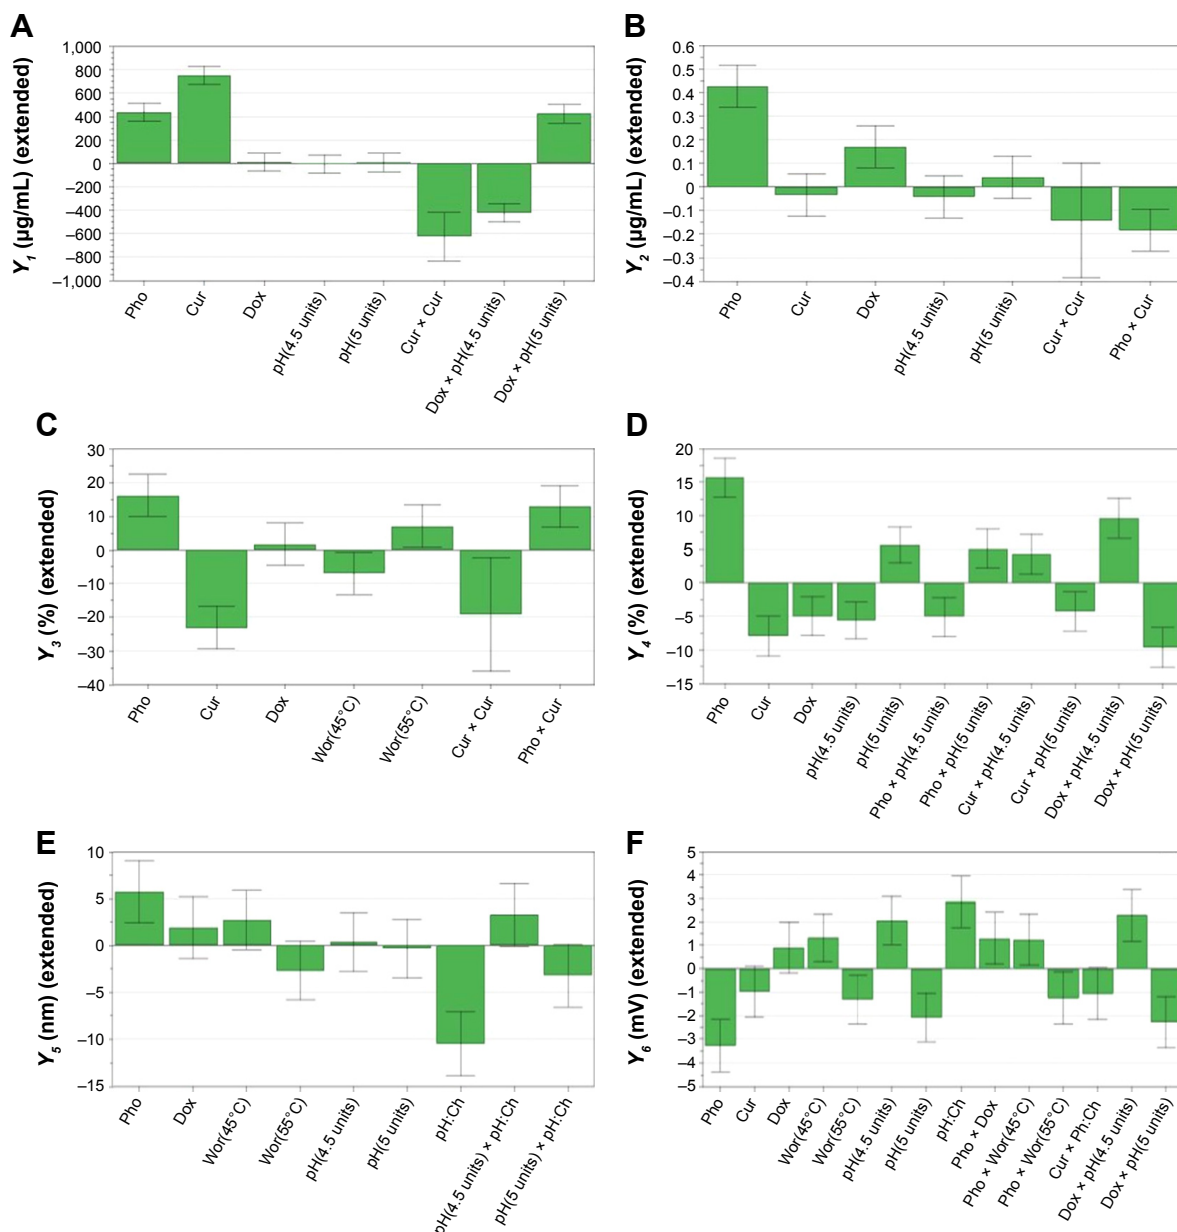 A
Y1 (µg/mL) (extended)
1,000
800
600
400
200
0
–200
–400
–600
–800
–1,000
Pho
Cur
Dox
pH(4.5 units)
pH(5 units)
Cur × Cur
Dox × pH(4.5 units)
Dox × pH(5 units)
B
Y2 (µg/mL) (extended)
0.6
0.5
0.4
0.3
0.2
0.1
0
–0.1
–0.2
–0.3
–0.4
Pho
Cur
Dox
pH(4.5 units)
pH(5 units)
Cur × Cur
Pho × Cur
C
Y3 (%) (extended)
30
20
10
0
–10
–20
–30
–40
Pho
Cur
Dox
Wor(45°C)
Wor(55°C)
Cur × Cur
Pho × Cur
D
Y4 (%) (extended)
20
15
10
5
0
–5
–10
–15
Pho
Cur
Dox
pH(4.5 units)
pH(5 units)
Pho × pH(4.5 units)
Pho × pH(5 units)
Cur × pH(4.5 units)
Cur × pH(5 units)
Dox × pH(4.5 units)
Dox × pH(5 units)
E
Y5 (nm) (extended)
10
5
0
–5
–10
–15
Pho
Dox
Wor(45°C)
Wor(55°C)
pH(4.5 units)
pH(5 units)
pH:Ch
pH(4.5 units) × pH:Ch
pH(5 units) × pH:Ch
F
Y6 (mV) (extended)
5
4
3
2
1
0
–1
–2
–3
–4
–5
Pho
Cur
Dox
Wor(45°C)
Wor(55°C)
pH(4.5 units)
pH(5 units)
pH:Ch
Pho × Dox
Pho × Wor(45°C)
Pho × Wor(55°C)
Cur × Ph:Ch
Dox × pH(4.5 units)
Dox × pH(5 units)